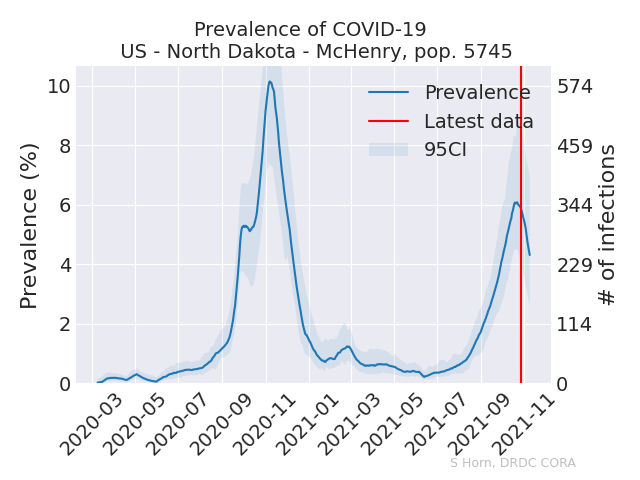 Prevalence of COVID-19
US - North Dakota - McHenry, pop. 5745
Prevalence (%)
10
8
6
4
2
0
Prevalence
Latest data
95CI
574
459
344
229
114
0
# of infections
2020-03
2020-05
2020-07
2020-09
2020-11
2021-01
2021-03
2021-05
2021-07
2021-09
2021-11
S Horn, DRDC CORA